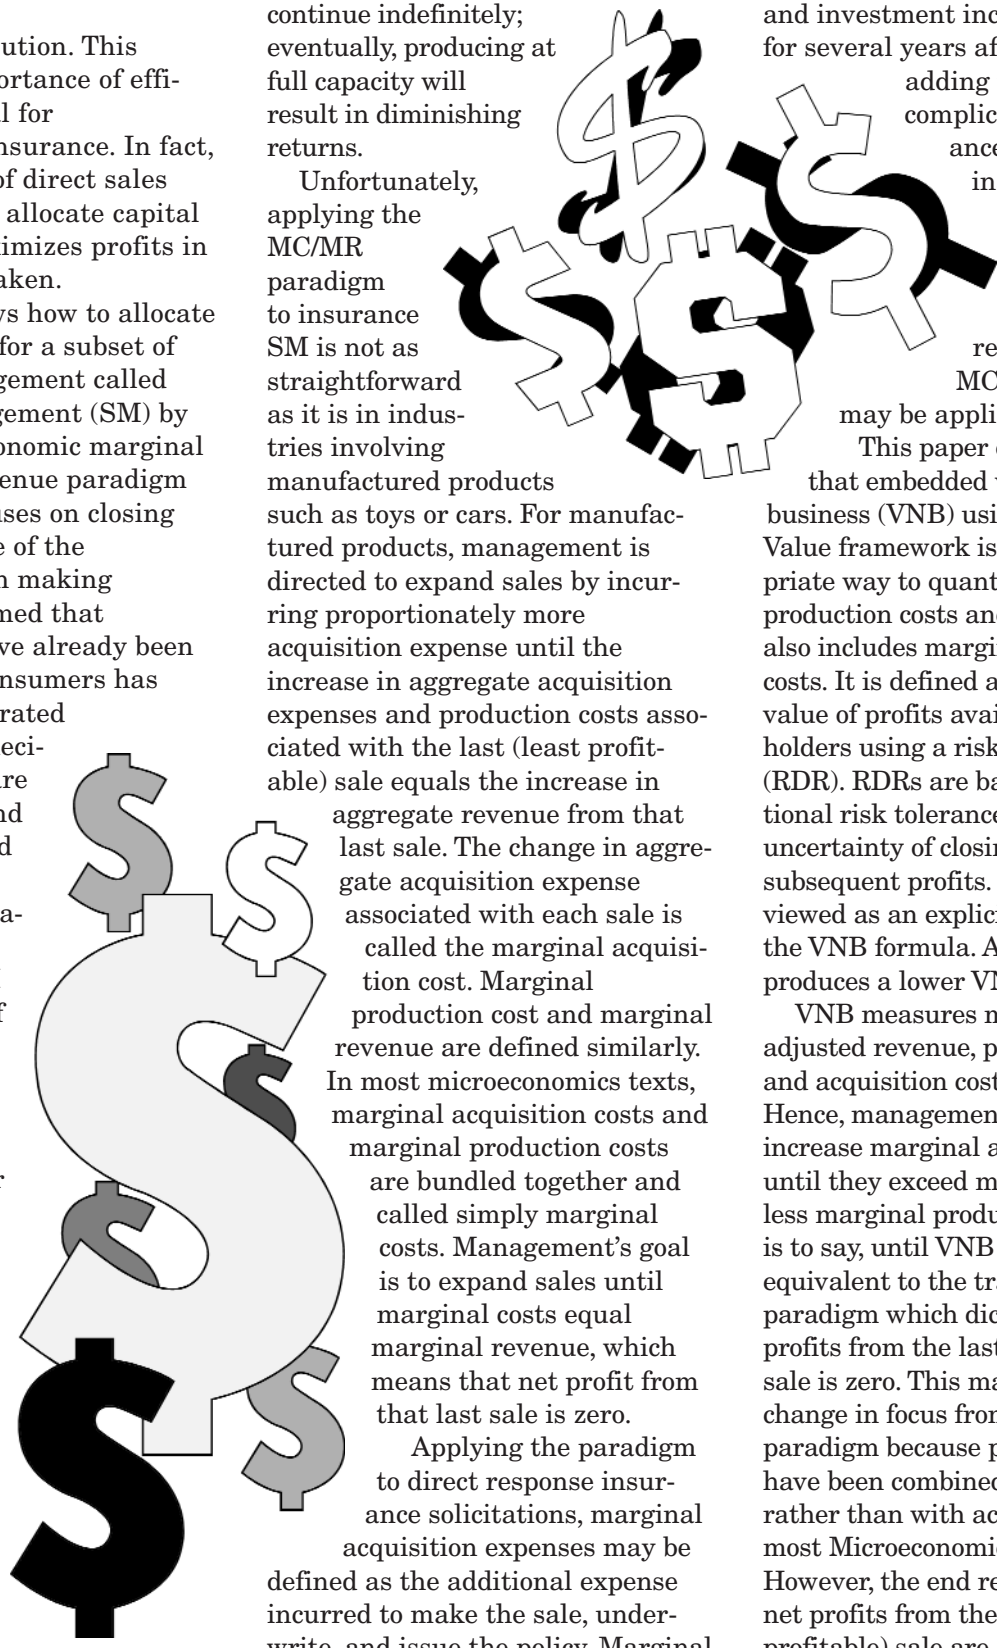 ution. This
ortance of effi-
l for
nsurance. In fact,
of direct sales
allocate capital
imizes profits in
aken.
ws how to allocate
for a subset of
gement called
gement (SM) by
onomic marginal
enue paradigm
uses on closing
e of the
n making
med that
ve already been
nsumers has
rated
eci-
re
nd
d
a-
f
r
continue indefinitely;
eventually, producing at
full capacity will
result in diminishing
returns.
Unfortunately,
applying the
MC/MR
paradigm
to insurance
SM is not as
straightforward
as it is in indus-
tries involving
manufactured products
such as toys or cars. For manufac-
tured products, management is
directed to expand sales by incur-
ring proportionately more
acquisition expense until the
increase in aggregate acquisition
expenses and production costs asso-
ciated with the last (least profit-
able) sale equals the increase in
aggregate revenue from that
last sale. The change in aggre-
gate acquisition expense
associated with each sale is
called the marginal acquisi-
tion cost. Marginal
production cost and marginal
revenue are defined similarly.
In most microeconomics texts,
marginal acquisition costs and
marginal production costs
are bundled together and
called simply marginal
costs. Management's goal
is to expand sales until
marginal costs equal
marginal revenue, which
means that net profit from
that last sale is zero.
Applying the paradigm
to direct response insur-
ance solicitations, marginal
acquisition expenses may be
defined as the additional expense
incurred to make the sale, under-
write, and issue the policy. Marginal
and investment inc
for several years af
adding
complic
ance
in
re
MC
may be appli
This paper
that embedded
business (VNB) usi
Value framework is
priate way to quant
production costs and
also includes margi
costs. It is defined a
value of profits avai
holders using a risk
(RDR). RDRs are ba
tional risk tolerance
uncertainty of closin
subsequent profits.
viewed as an explici
the VNB formula. A
produces a lower VN
VNB measures m
adjusted revenue, p
and acquisition cost
Hence, managemen
increase marginal a
until they exceed m
less marginal produ
is to say, until VNB
equivalent to the tra
paradigm which dic
profits from the last
sale is zero. This ma
change in focus from
paradigm because p
have been combined
rather than with ac
most Microeconomic
However, the end re
net profits from the
profitable) sale are